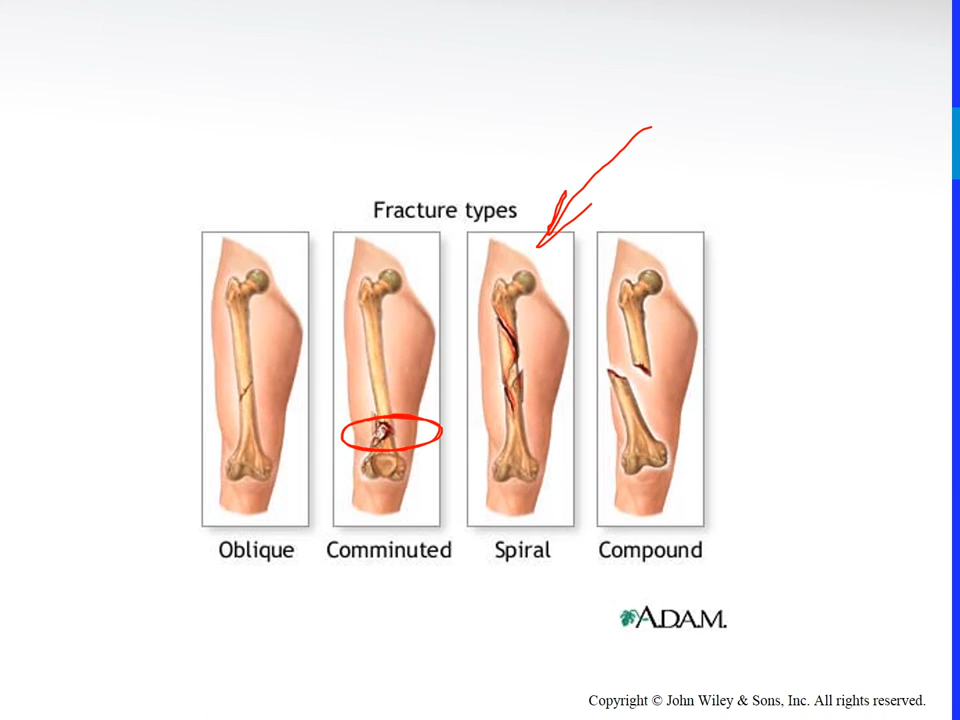 Fracture types
Oblique
Comminuted
Spiral
Compound
A.D.A.M.
Copyright © John Wiley & Sons, Inc. All rights reserved.